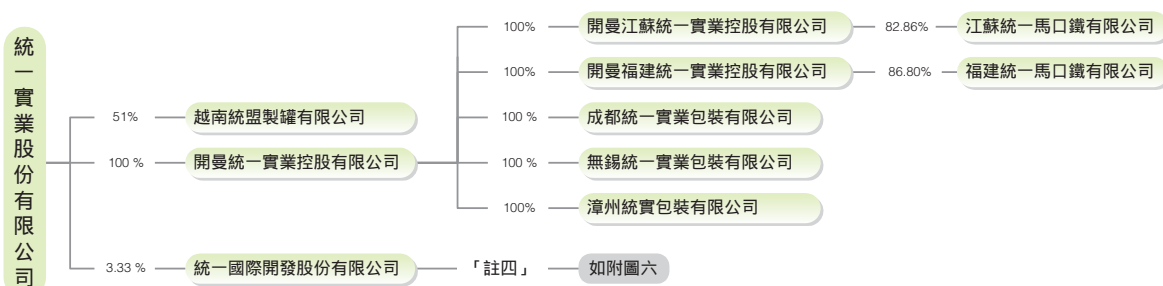 統一實業股份有限公司
100%
開曼江蘇統一實業控股有限公司
82.86%
江蘇統一馬口鐵有限公司
100%
開曼福建統一實業控股有限公司
86.80%
福建統一馬口鐵有限公司
51%
越南統盟製罐有限公司
100 %
成都統一實業包裝有限公司
100 %
開曼統一實業控股有限公司
100 %
無錫統一實業包裝有限公司
100%
漳州統實包裝有限公司
3.33 %
統一國際開發股份有限公司
「註四」
如附圖六